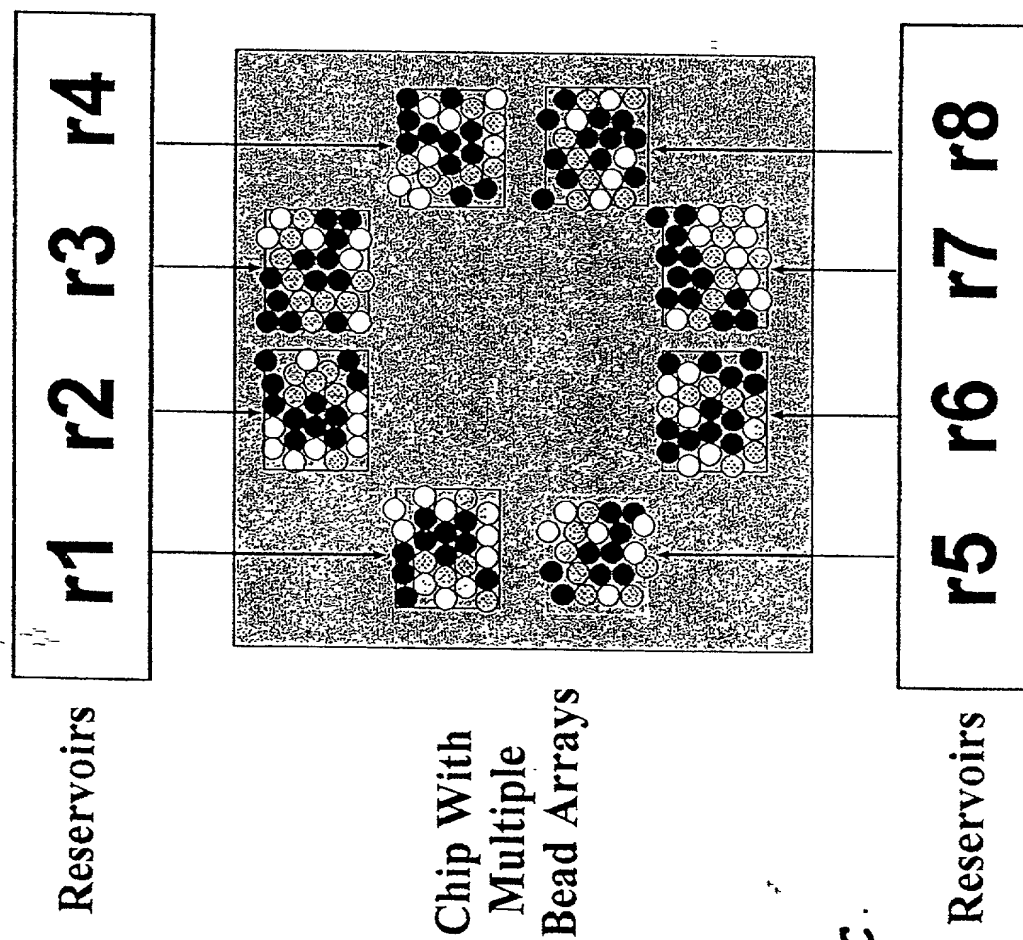 Reservoirs r1 r2 r3 r4
Chip With
Multiple
Bead Arrays
Reservoirs r5 r6 r7 r8